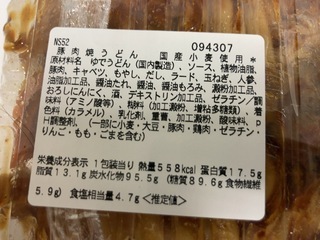 NS52 094307
豚肉焼うどん 国産小麦使用*
原材料名 ゆでうどん(国内製造)、ソース、植物油脂、
豚肉、キャベツ、もやし、だし、ラード、玉ねぎ、人参、
醤油たれ、醤油、醤油もろみ、澱粉加工品、
おろしにんにく、酒、デキストリン加工品、ゼラチン/調
味料(アミノ酸等)、糊料(加工澱粉、増粘多糖類)、着
色料(カラメル)、乳化剤、重曹、加工澱粉、酸味料、p
H調整剤、(一部に小麦・大豆・豚肉・鶏肉・ゼラチン・
りんご・もも・ごまを含む)
栄養成分表示 1包装当り 熱量558kcal 蛋白質17.5g
脂質13.1g 炭水化物95.5g (糖質89.6g 食物繊維
5.9g) 食塩相当量4.7g <推定値>